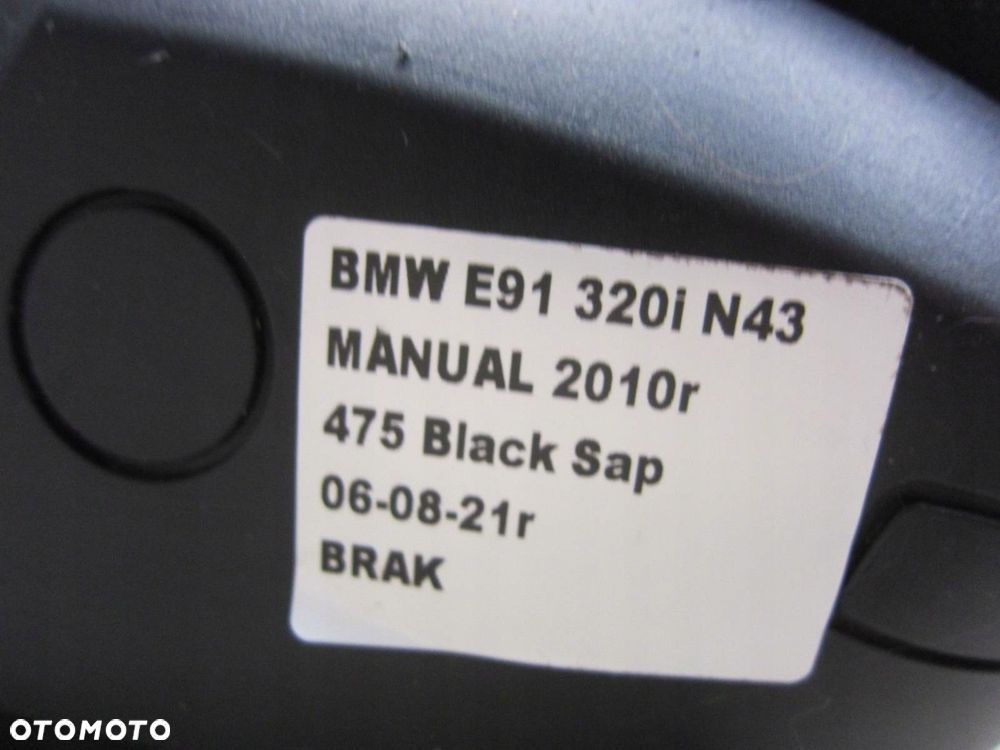 BMW E91 320i N43
MANUAL 2010r
475 Black Sap
06-08-21r
BRAK
OTOMOTO